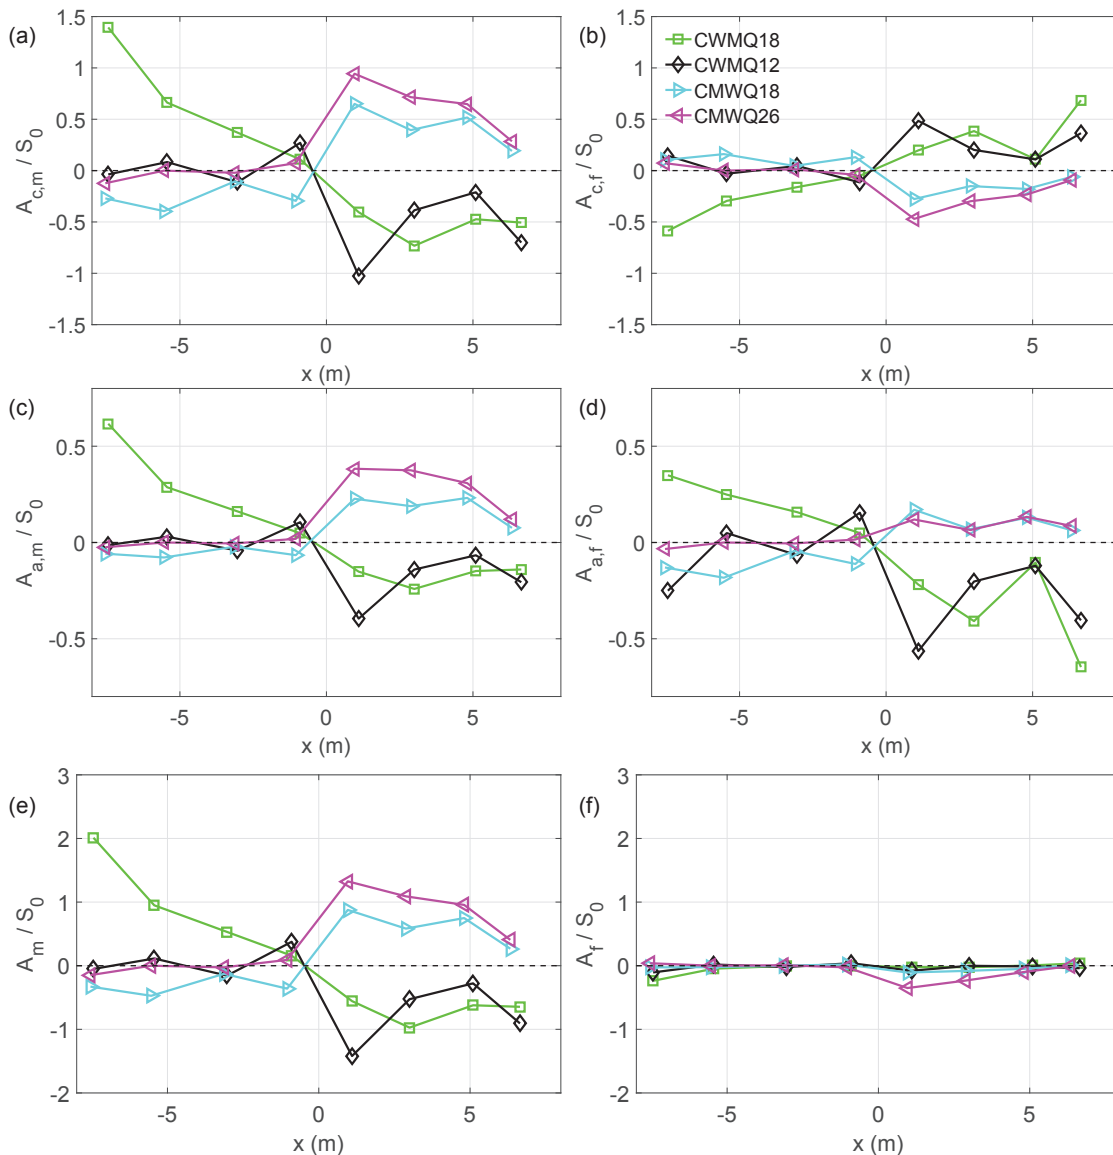 (a)
A_c,m / S_0
1.5
1
0.5
0
-0.5
-1
-1.5
-5
0
5
x (m)
(b)
A_c,f / S_0
1.5
1
0.5
0
-0.5
-1
-1.5
-5
0
5
x (m)
CWMQ18
CWMQ12
CMWQ18
CMWQ26
(c)
A_a,m / S_0
0.5
0
-0.5
-5
0
5
x (m)
(d)
A_a,f / S_0
0.5
0
-0.5
-5
0
5
x (m)
(e)
A_m / S_0
3
2
1
0
-1
-2
-5
0
5
x (m)
(f)
A_f / S_0
3
2
1
0
-1
-2
-5
0
5
x (m)